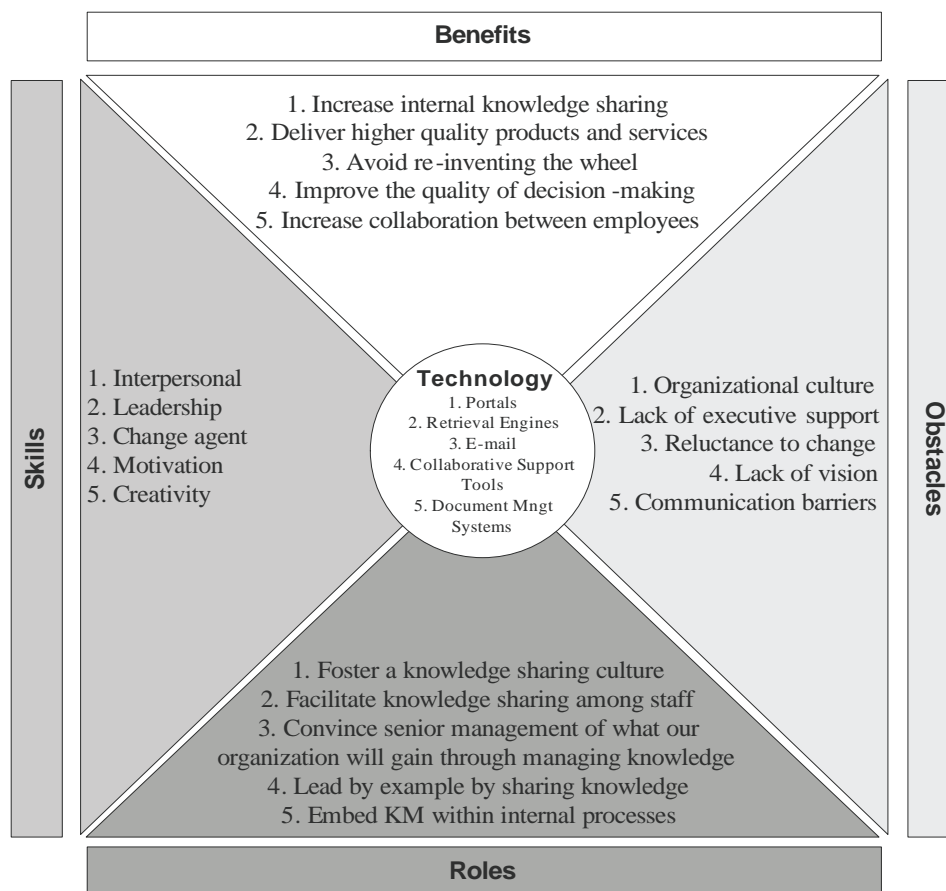 Benefits
1. Increase internal knowledge sharing
2. Deliver higher quality products and services
3. Avoid re-inventing the wheel
4. Improve the quality of decision -making
5. Increase collaboration between employees
Skills
1. Interpersonal
2. Leadership
3. Change agent
4. Motivation
5. Creativity
Technology
1. Portals
2. Retrieval Engines
3. E-mail
4. Collaborative Support
Tools
5. Document Mngt
Systems
1. Organizational culture
2. Lack of executive support
3. Reluctance to change
4. Lack of vision
5. Communication barriers
Obstacles
1. Foster a knowledge sharing culture
2. Facilitate knowledge sharing among staff
3. Convince senior management of what our
organization will gain through managing knowledge
4. Lead by example by sharing knowledge
5. Embed KM within internal processes
Roles